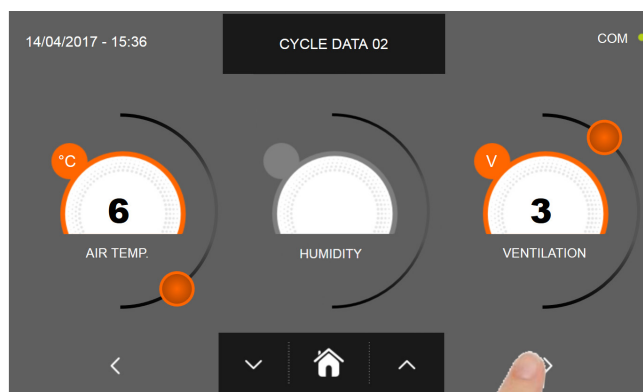 14/04/2017 - 15:36
CYCLE DATA 02
COM
°C
V
6
3
AIR TEMP.
HUMIDITY
VENTILATION